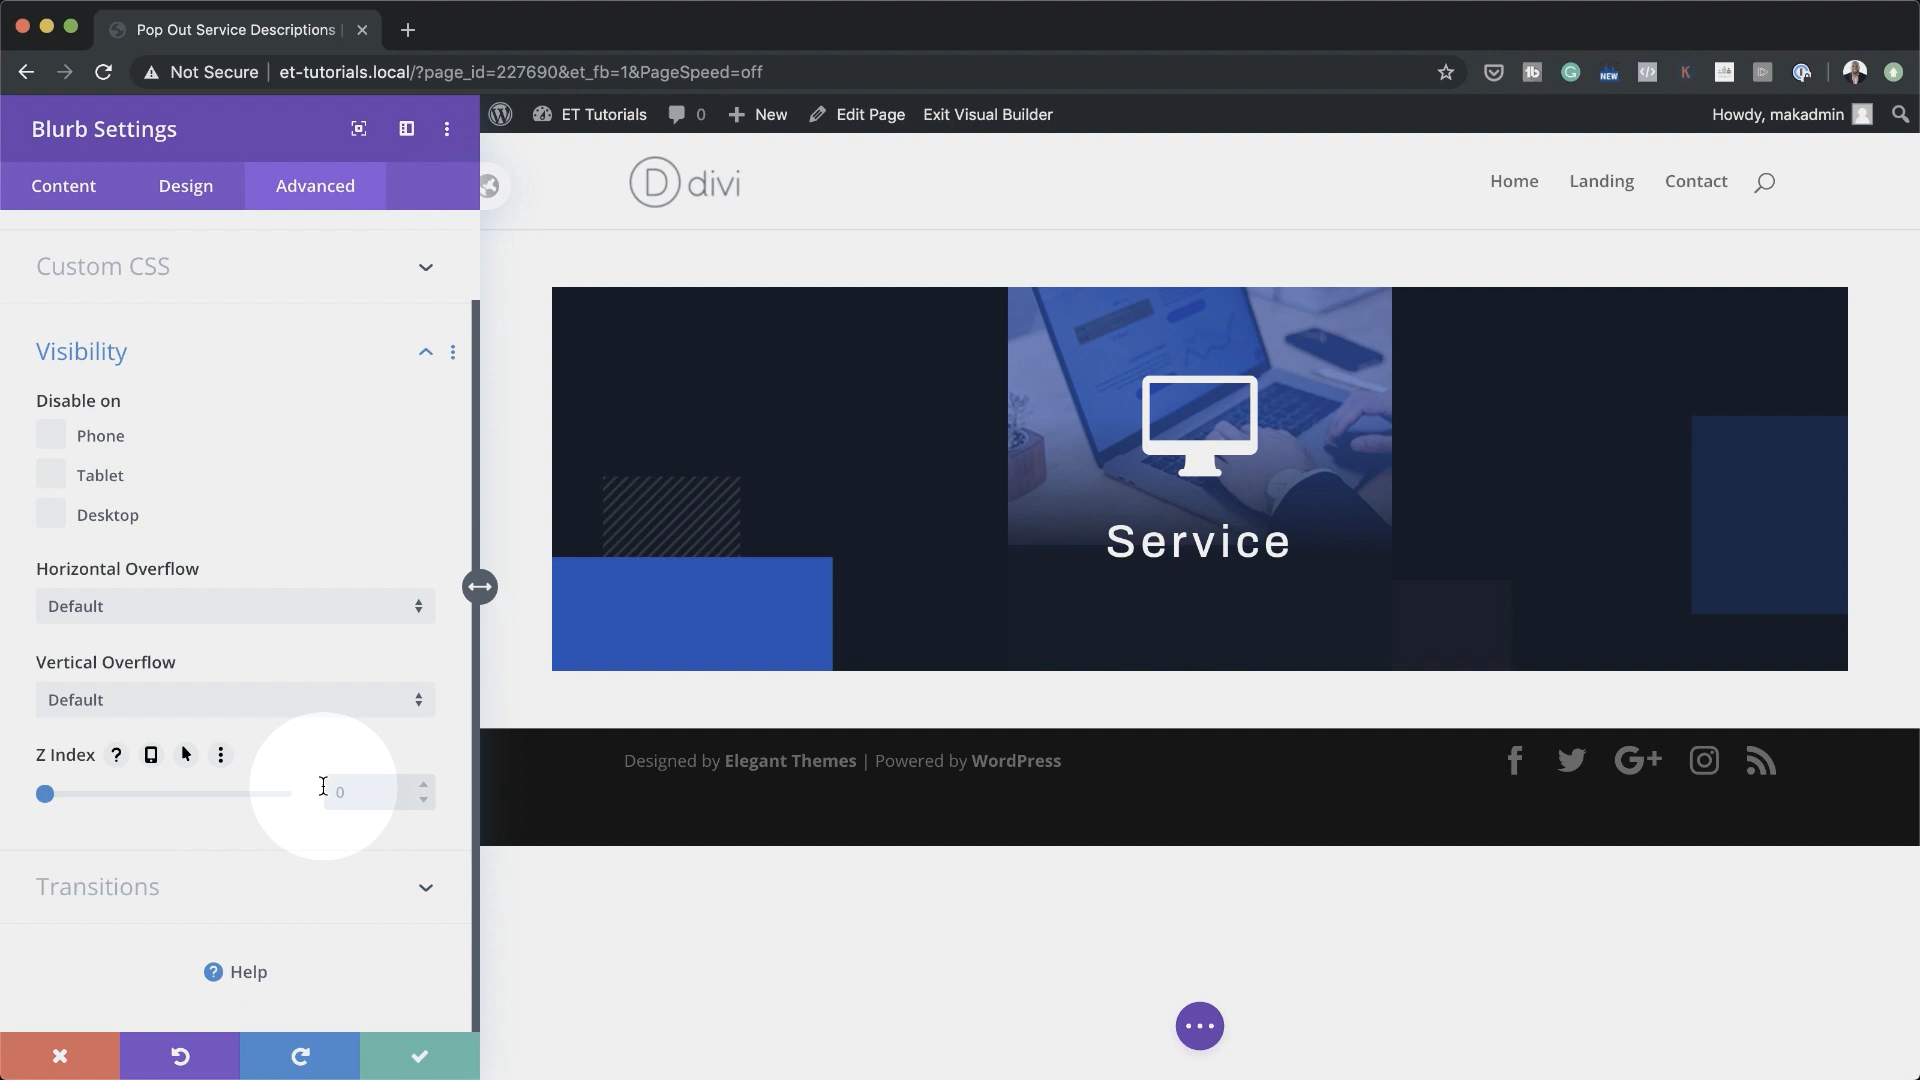 Pop Out Service Descriptions |
Not Secure
et-tutorials.local/?page_id=227690&et_fb=1&PageSpeed=off
NEW
Blurb Settings
ET Tutorials
0
New
Edit Page
Exit Visual Builder
Howdy, makadmin
Content
Design
Advanced
D divi
Home
Landing
Contact
Custom CSS
Visibility
Disable on
Phone
Tablet
Desktop
Service
Horizontal Overflow
Default
Vertical Overflow
Default
Z Index
0
Designed by Elegant Themes | Powered by WordPress
Transitions
Help